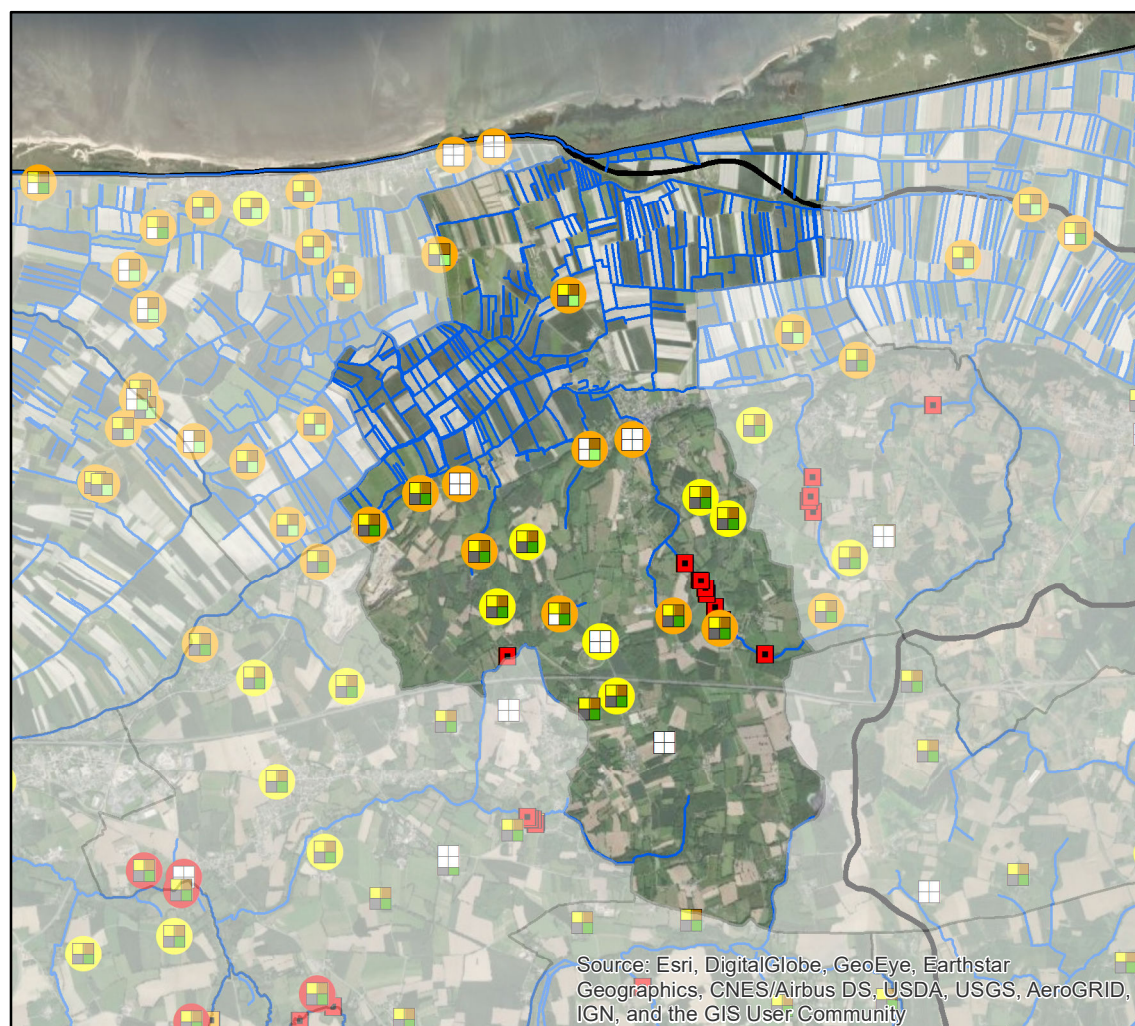 Source: Esri, DigitalGlobe, GeoEye, Earthstar
Geographics, CNES/Airbus DS, USDA, USGS, AeroGRID,
IGN, and the GIS User Community